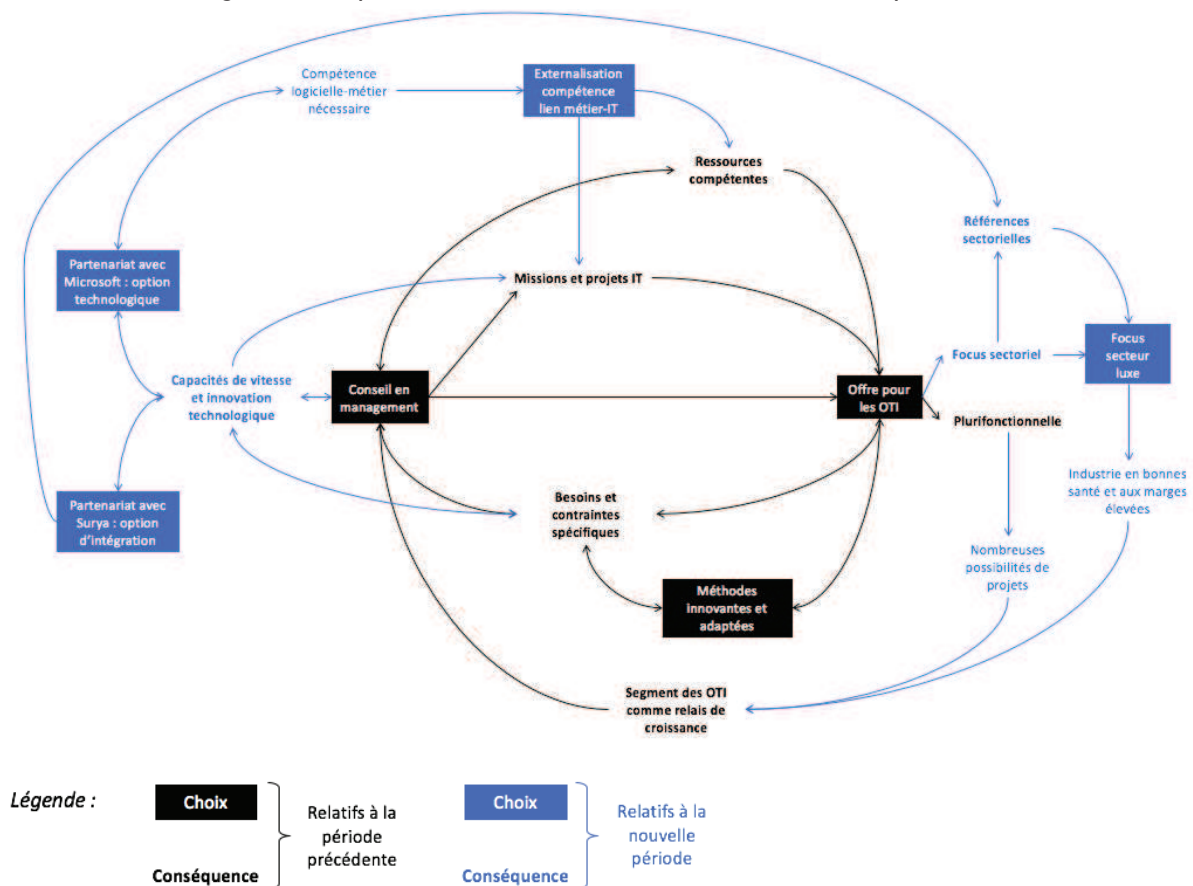 Compétence
logicielle-métier
nécessaire
Externalisation
compétence
lien métier-IT
Ressources
compétentes
Références
sectorielles
Partenariat avec
Microsoft : option
technologique
Missions et projets IT
Focus sectoriel
Focus
secteur
luxe
Capacités de vitesse
et innovation
technologique
Conseil en
management
Offre pour
les OTI
Plurifonctionnelle
Partenariat avec
Surya : option
d'intégration
Besoins et
contraintes
spécifiques
Industrie en bonnes
santé et aux marges
élevées
Nombreuses
possibilités de
projets
Méthodes
innovantes et
adaptées
Segment des OTI
comme relais de
croissance
Légende :
Choix
Conséquence
Relatifs à la
période
précédente
Choix
Conséquence
Relatifs à la
nouvelle
période